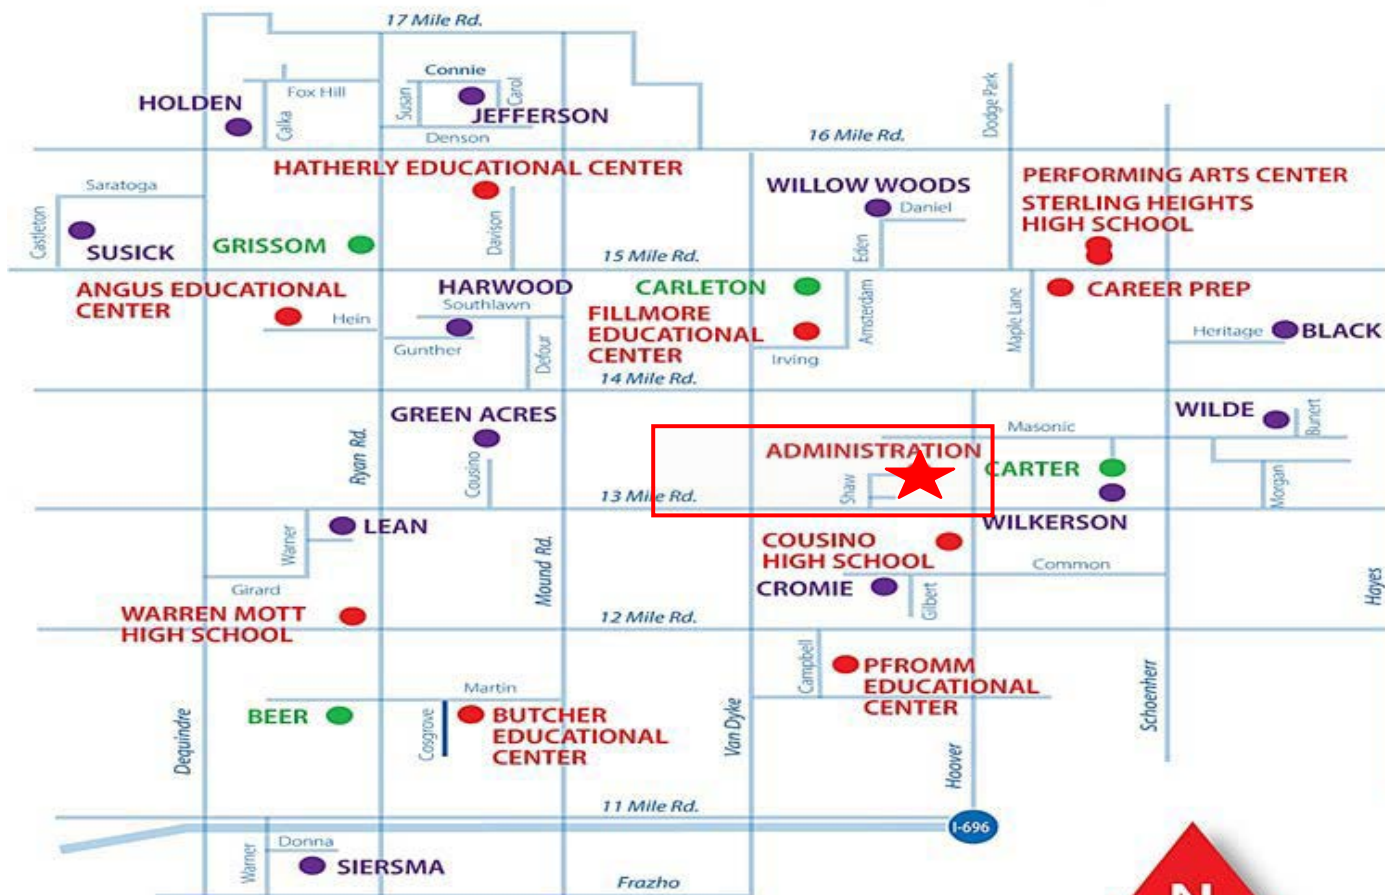 17 Mile Rd.
Connie
Fox Hill
Susan
Carol
HOLDEN
JEFFERSON
Calka
Denson
Dodge Park
16 Mile Rd.
HATHERLY EDUCATIONAL CENTER
PERFORMING ARTS CENTER
Saratoga
WILLOW WOODS
STERLING HEIGHTS
HIGH SCHOOL
Daniel
Castleton
SUSICK
GRISSOM
Davison
Eden
15 Mile Rd.
ANGUS EDUCATIONAL
CENTER
HARWOOD
CARLETON
CAREER PREP
Southlawn
Hein
FILLMORE
EDUCATIONAL
CENTER
Amsterdam
Maple Lane
Heritage
BLACK
Gunther
Defour
Irving
14 Mile Rd.
GREEN ACRES
WILDE
Bunert
Masonic
Ryan Rd.
ADMINISTRATION
CARTER
Cousino
Shaw
Morgan
13 Mile Rd.
LEAN
WILKERSON
Warner
COUSINO
HIGH SCHOOL
Common
Mound Rd.
Girard
CROMIE
Gilbert
Hayes
WARREN MOTT
HIGH SCHOOL
12 Mile Rd.
Campbell
PFROMM
EDUCATIONAL
CENTER
Martin
Schoenherr
BEER
Cosgrove
BUTCHER
EDUCATIONAL
CENTER
Dequindre
Van Dyke
Hoover
11 Mile Rd.
I-696
Donna
Warner
SIERSMA
Frazho
N